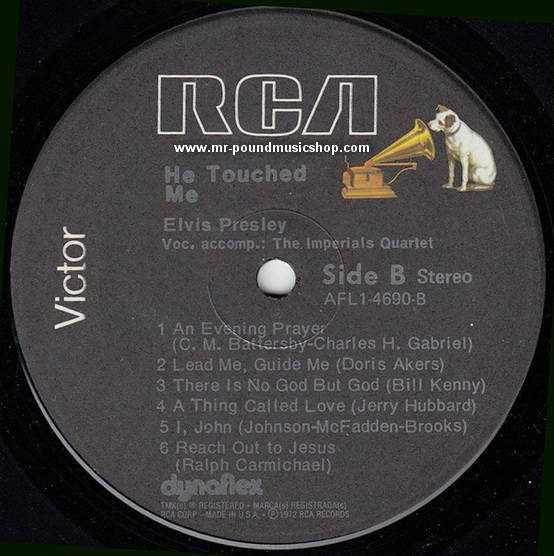 RCA
www.mr-poundmusicshop.com
He Touched
Me
Elvis Presley
Voc. accomp.: The Imperials Quartet
Victor
Side B Stereo
AFL1-4690-B
1 An Evening Prayer
(C. M. Battersby-Charles H. Gabriel)
2 Lead Me, Guide Me (Doris Akers)
3 There Is No God But God (Bill Kenny)
4 A Thing Called Love (Jerry Hubbard)
5 I, John (Johnson-McFadden-Brooks)
6 Reach Out to Jesus
(Ralph Carmichael)
dynaflex
TMK(s) ® REGISTERED • MARCA(s) REGISTRADA(s)
RCA CORP.—MADE IN U.S.A. • ℗ 1972 RCA RECORDS